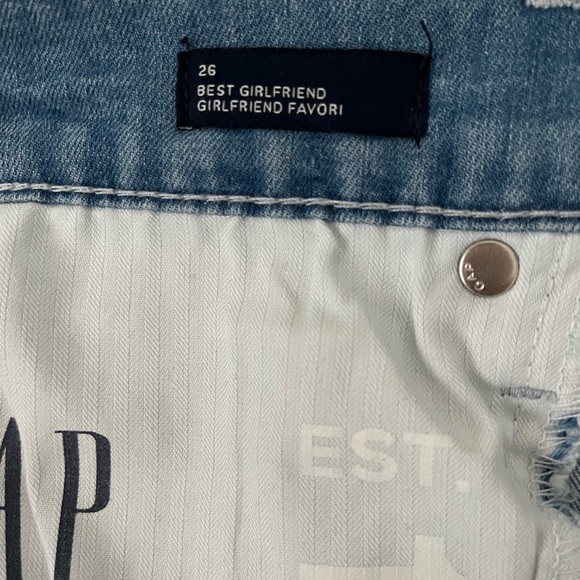 26
BEST GIRLFRIEND
GIRLFRIEND FAVORI
GAP
AP
EST.